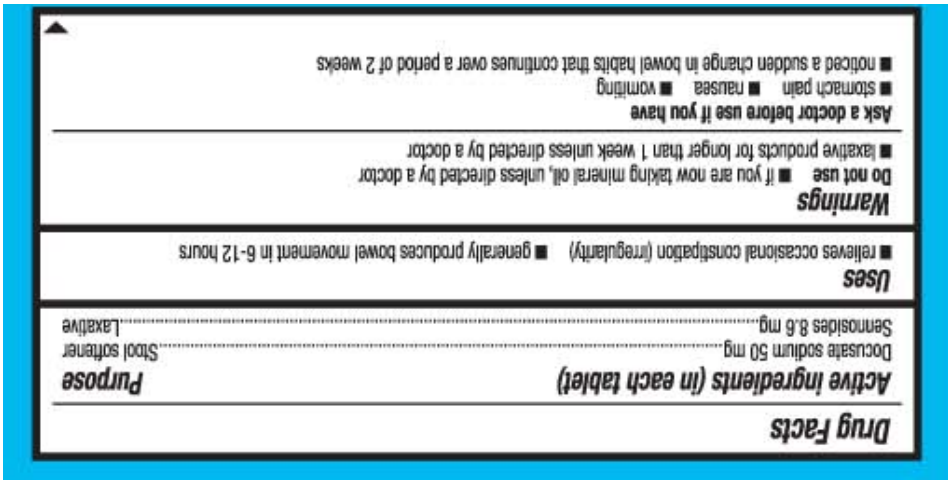 Drug Facts
Active ingredients (in each tablet) Purpose
Docusate sodium 50 mg........................Stool softener
Sennosides 8.6 mg........................Laxative
Uses
■ relieves occasional constipation (irregularity) ■ generally produces bowel movement in 6-12 hours
Warnings
Do not use ■ if you are now taking mineral oil, unless directed by a doctor
■ laxative products for longer than 1 week unless directed by a doctor
Ask a doctor before use if you have
■ stomach pain ■ nausea ■ vomiting
■ noticed a sudden change in bowel habits that continues over a period of 2 weeks